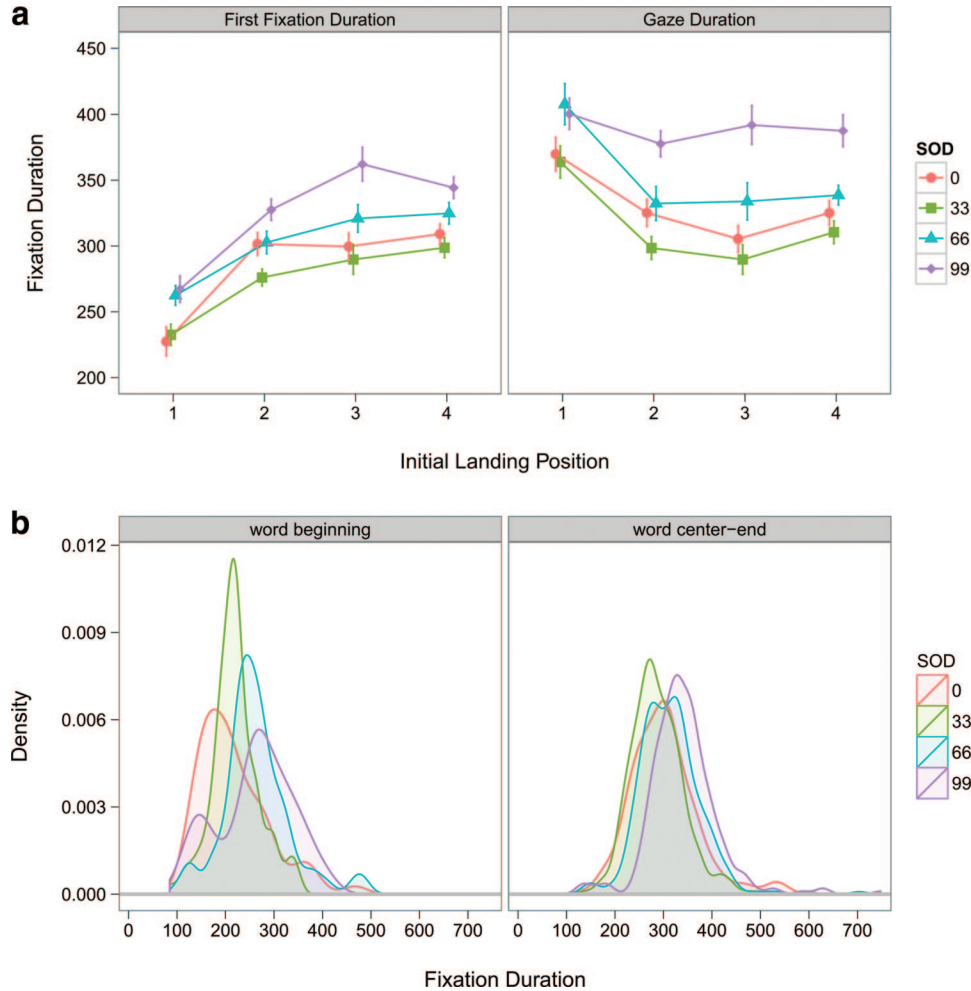 a
First Fixation Duration
Gaze Duration
450
400
350
300
250
200
Fixation Duration
1 2 3 4
1 2 3 4
Initial Landing Position
SOD
0
33
66
99
b
word beginning
word center-end
0.012
0.009
0.006
0.003
0.000
Density
0 100 200 300 400 500 600 700
0 100 200 300 400 500 600 700
Fixation Duration
SOD
0
33
66
99